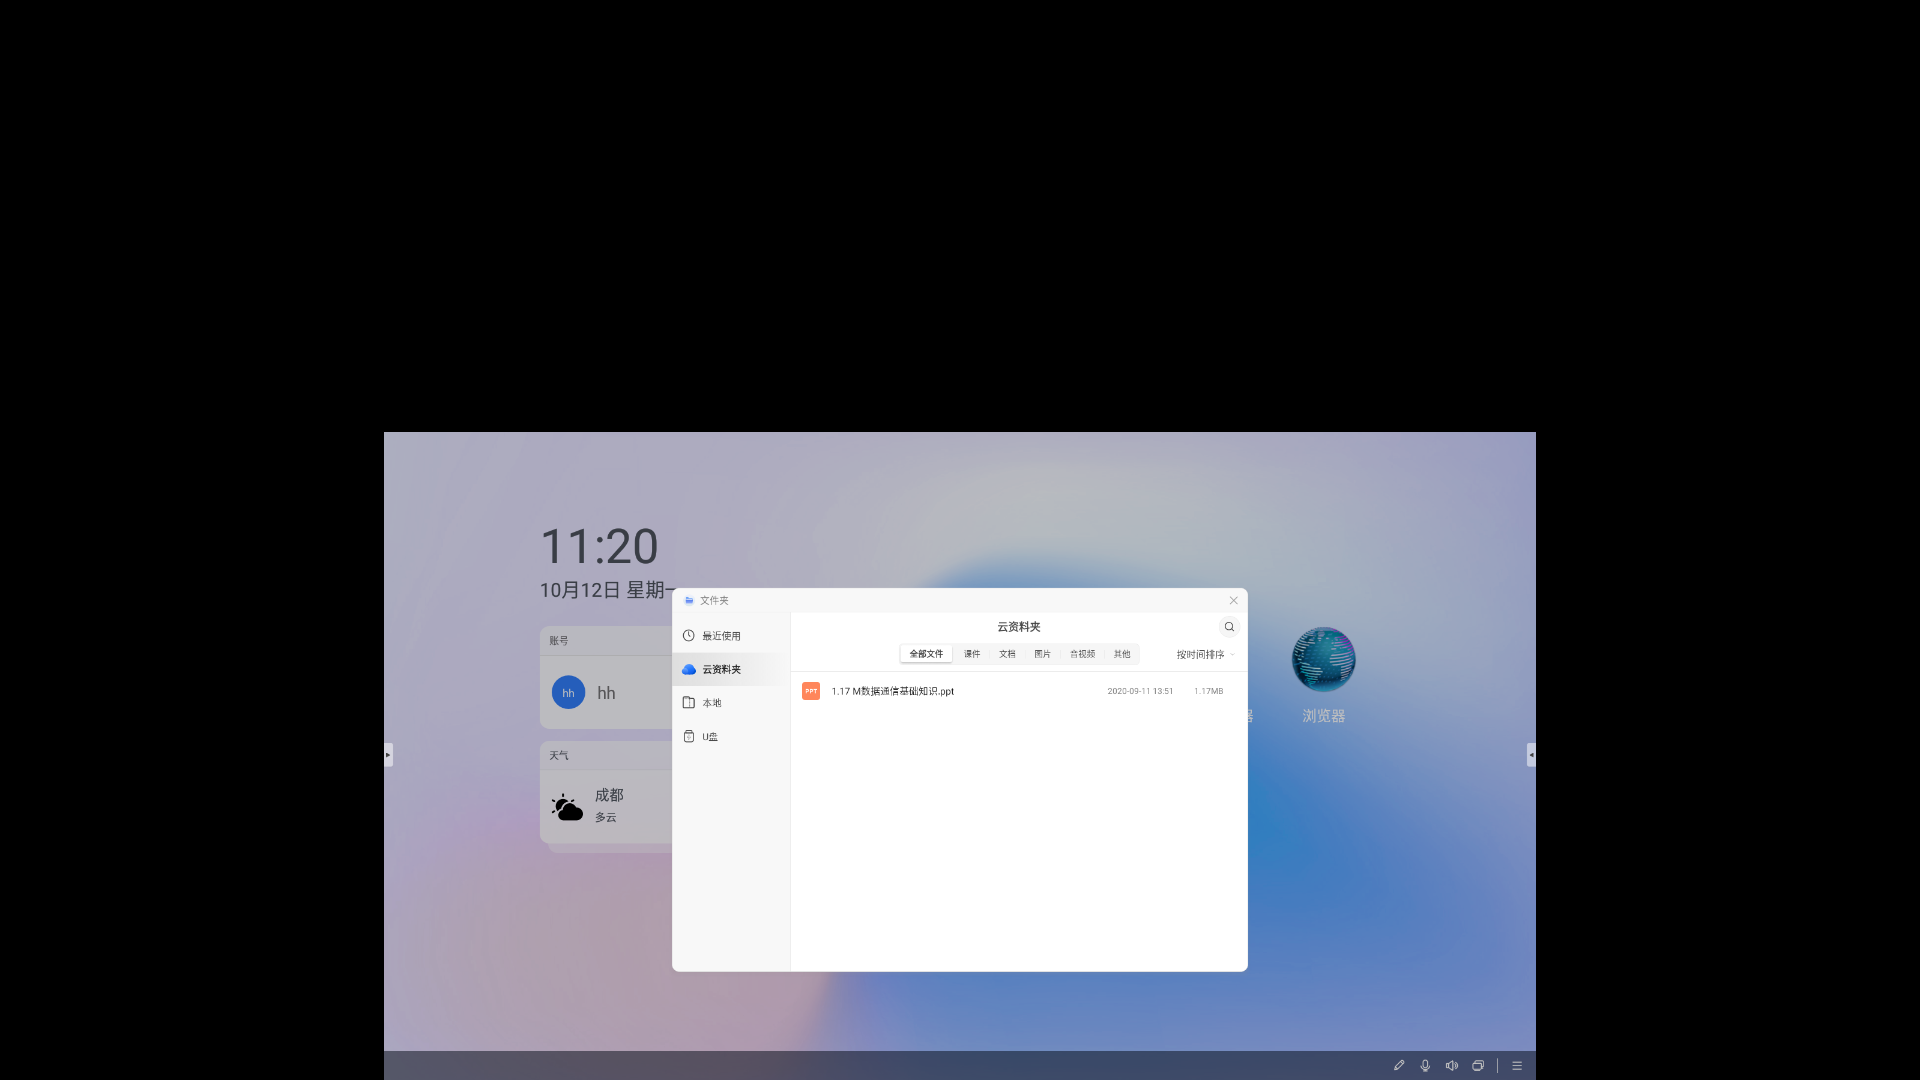 11:20
10月12日 星期一
账号
hh
hh
天气
成都
多云
文件夹
最近使用
云资料夹
本地
U盘
云资料夹
全部文件 课件 文档 图片 音视频 其他
按时间排序
PPT
1.17 M数据通信基础知识.ppt
2020-09-11 13:51
1.17MB
器
浏览器